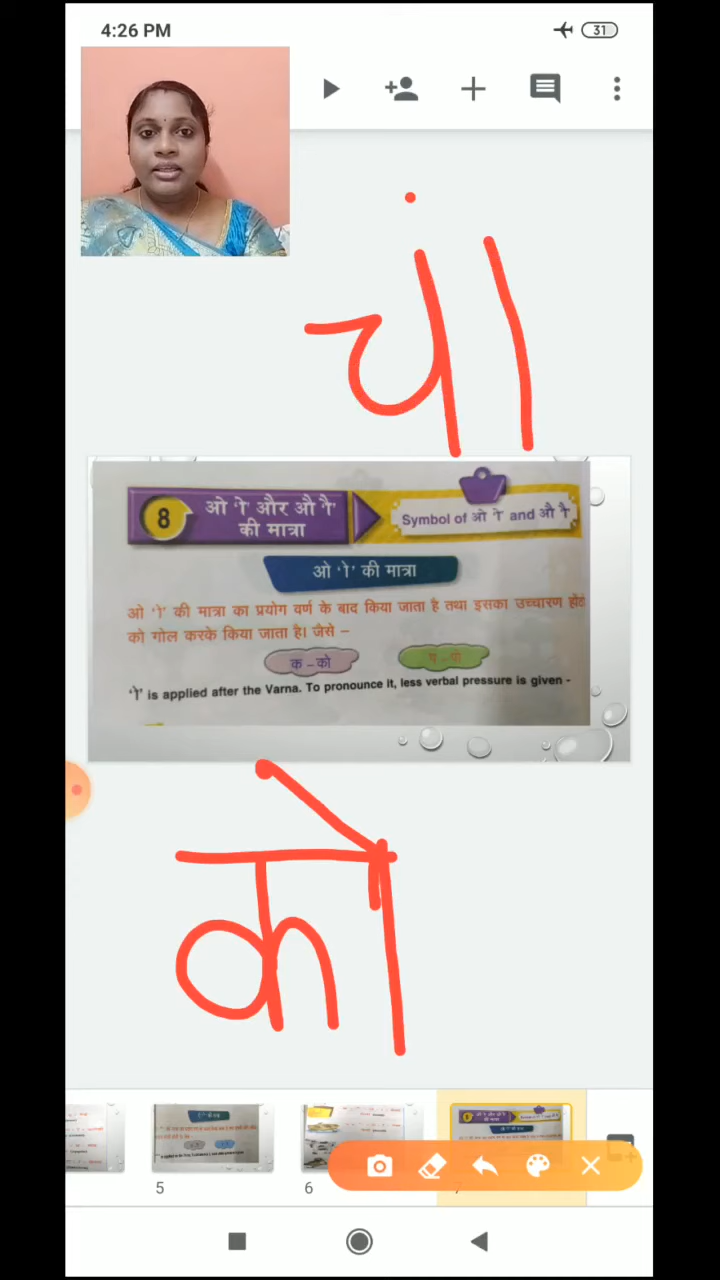 4:26 PM
31
चा
8
ओ 'ो' और औ 'ौ'
की मात्रा
Symbol of ओ 'ो' and औ 'ौ'
ओ 'ो' की मात्रा
ओ 'ो' की मात्रा का प्रयोग वर्ण के बाद किया जाता है तथा इसका उच्चारण होंठों
को गोल करके किया जाता है। जैसे –
क – को
'ो' is applied after the Varna. To pronounce it, less verbal pressure is given -
को
5
6
7